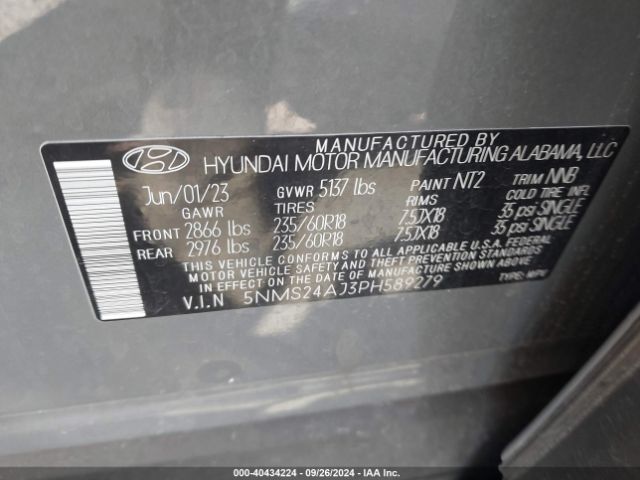 MANUFACTURED BY
HYUNDAI MOTOR MANUFACTURING ALABAMA, LLC
Jun/01/23 GVWR 5137 lbs PAINT NT2 TRIM NNB
GAWR TIRES RIMS COLD TIRE INFL
FRONT 2866 lbs 235/60R18 7.5JX18 35 psi SINGLE
REAR 2976 lbs 235/60R18 7.5JX18 35 psi SINGLE
THIS VEHICLE CONFORMS TO ALL APPLICABLE U.S.A. FEDERAL
MOTOR VEHICLE SAFETY AND THEFT PREVENTION STANDARDS
IN EFFECT ON THE DATE OF MANUFACTURE SHOWN ABOVE.
V.I.N 5NMS24AJ3PH589279 TYPE: MPV
000-40434224 | 09/26/2024 | IAA Inc.